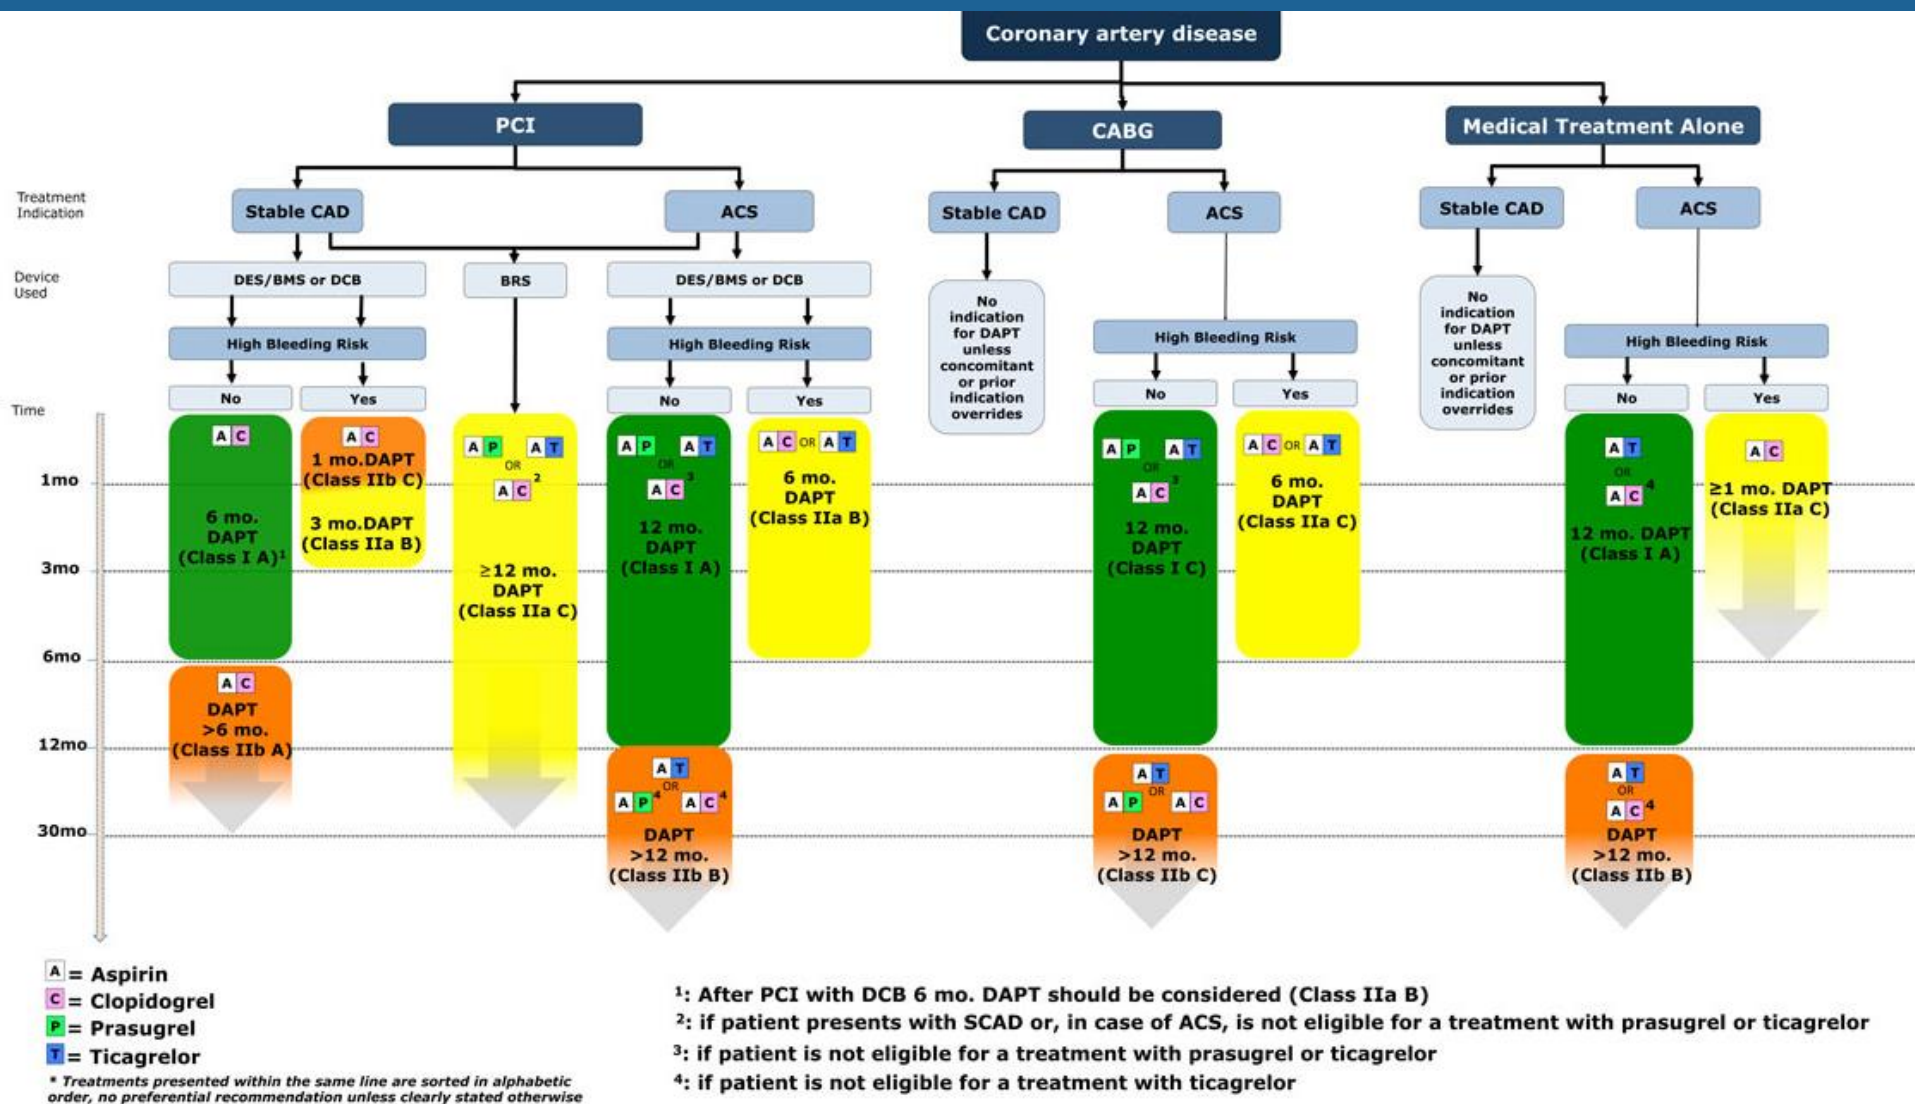 Coronary artery disease
PCI
CABG
Medical Treatment Alone
Treatment
Indication
Stable CAD
ACS
Stable CAD
ACS
Stable CAD
ACS
Device
Used
DES/BMS or DCB
BRS
DES/BMS or DCB
No
indication
for DAPT
unless
concomitant
or prior
indication
overrides
No
indication
for DAPT
unless
concomitant
or prior
indication
overrides
High Bleeding Risk
High Bleeding Risk
High Bleeding Risk
High Bleeding Risk
No
Yes
No
Yes
No
Yes
No
Yes
Time
1mo
3mo
6mo
12mo
30mo
A C
6 mo.
DAPT
(Class I A)¹
A C
DAPT
>6 mo.
(Class IIb A)
A C
1 mo.DAPT
(Class IIb C)
3 mo.DAPT
(Class IIa B)
A P A T
OR
A C ²
≥12 mo.
DAPT
(Class IIa C)
A P A T
OR
A C ³
12 mo.
DAPT
(Class I A)
A T
OR
A P ⁴ A C ⁴
DAPT
>12 mo.
(Class IIb B)
A C OR A T
6 mo.
DAPT
(Class IIa B)
A P A T
OR
A C ³
12 mo.
DAPT
(Class I C)
A T
OR
A P A C
DAPT
>12 mo.
(Class IIb C)
A C OR A T
6 mo.
DAPT
(Class IIa C)
A T
OR
A C ⁴
12 mo. DAPT
(Class I A)
A T
OR
A C ⁴
DAPT
>12 mo.
(Class IIb B)
A C
≥1 mo. DAPT
(Class IIa C)
A = Aspirin
C = Clopidogrel
P = Prasugrel
T = Ticagrelor
* Treatments presented within the same line are sorted in alphabetic
order, no preferential recommendation unless clearly stated otherwise
¹: After PCI with DCB 6 mo. DAPT should be considered (Class IIa B)
²: if patient presents with SCAD or, in case of ACS, is not eligible for a treatment with prasugrel or ticagrelor
³: if patient is not eligible for a treatment with prasugrel or ticagrelor
⁴: if patient is not eligible for a treatment with ticagrelor